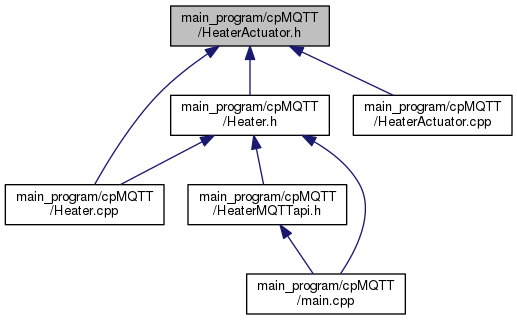 main_program/cpMQTT
/HeaterActuator.h
main_program/cpMQTT
/Heater.h
main_program/cpMQTT
/HeaterActuator.cpp
main_program/cpMQTT
/Heater.cpp
main_program/cpMQTT
/HeaterMQTTapi.h
main_program/cpMQTT
/main.cpp